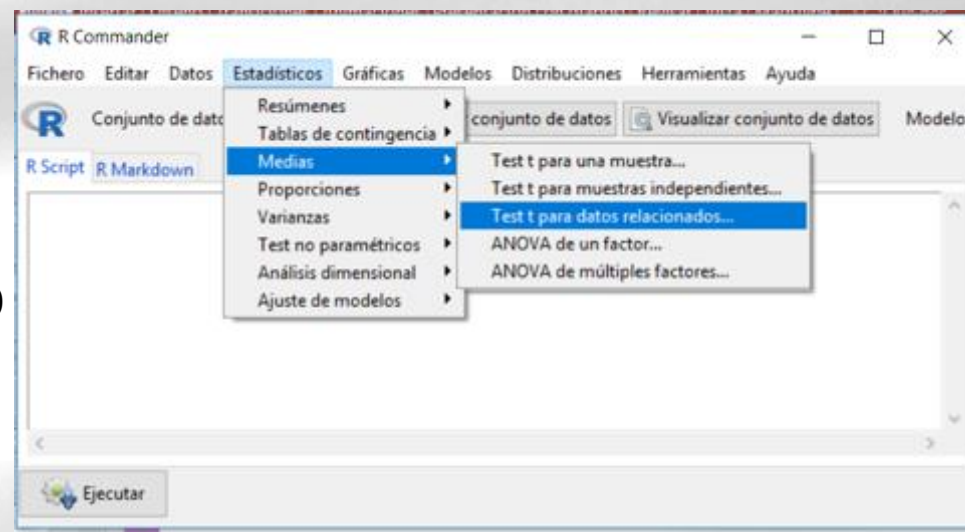 R Commander
Fichero Editar Datos Estadísticos Gráficas Modelos Distribuciones Herramientas Ayuda
Conjunto de dato conjunto de datos Visualizar conjunto de datos Modelo
R Script R Markdown
Resúmenes
Tablas de contingencia
Medias
Proporciones
Varianzas
Test no paramétricos
Análisis dimensional
Ajuste de modelos
Test t para una muestra...
Test t para muestras independientes...
Test t para datos relacionados...
ANOVA de un factor...
ANOVA de múltiples factores...
)
Ejecutar